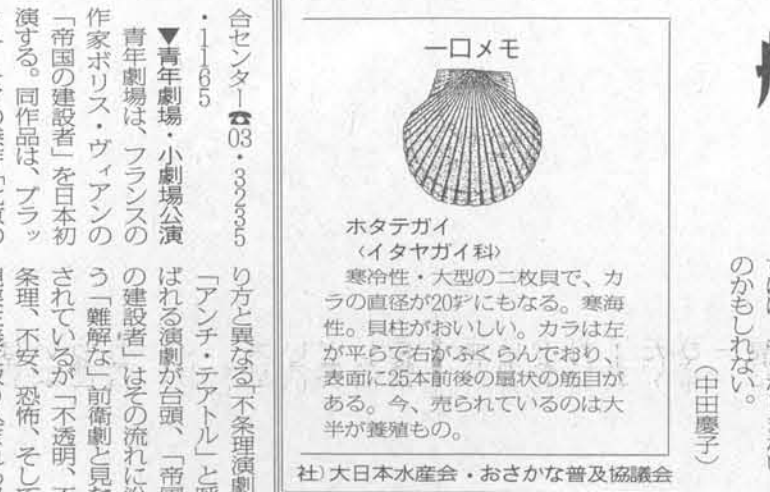 のかもしれない。
（中田慶子）
一口メモ
ホタテガイ
〈イタヤガイ科〉
寒冷性・大型の二枚貝で、カ
ラの直径が20㌢にもなる。寒海
性。貝柱がおいしい。カラは左
が平らで右がふくらんでおり、
表面に25本前後の扇状の筋目が
ある。今、売られているのは大
半が養殖もの。
社）大日本水産会・おさかな普及協議会
合センター☎03・3235
・1165
▼青年劇場・小劇場公演
青年劇場は、フランスの
作家ボリス・ヴィアンの
「帝国の建設者」を日本初
演する。同作品は、ブラッ
り方と異なる「不条理演劇
「アンチ・テアトル」と呼
ばれる演劇が台頭、「帝国
の建設者」はその流れに沿
う「難解な」前衛劇と見な
されているが「不透明、不
条理、不安、恐怖、そして